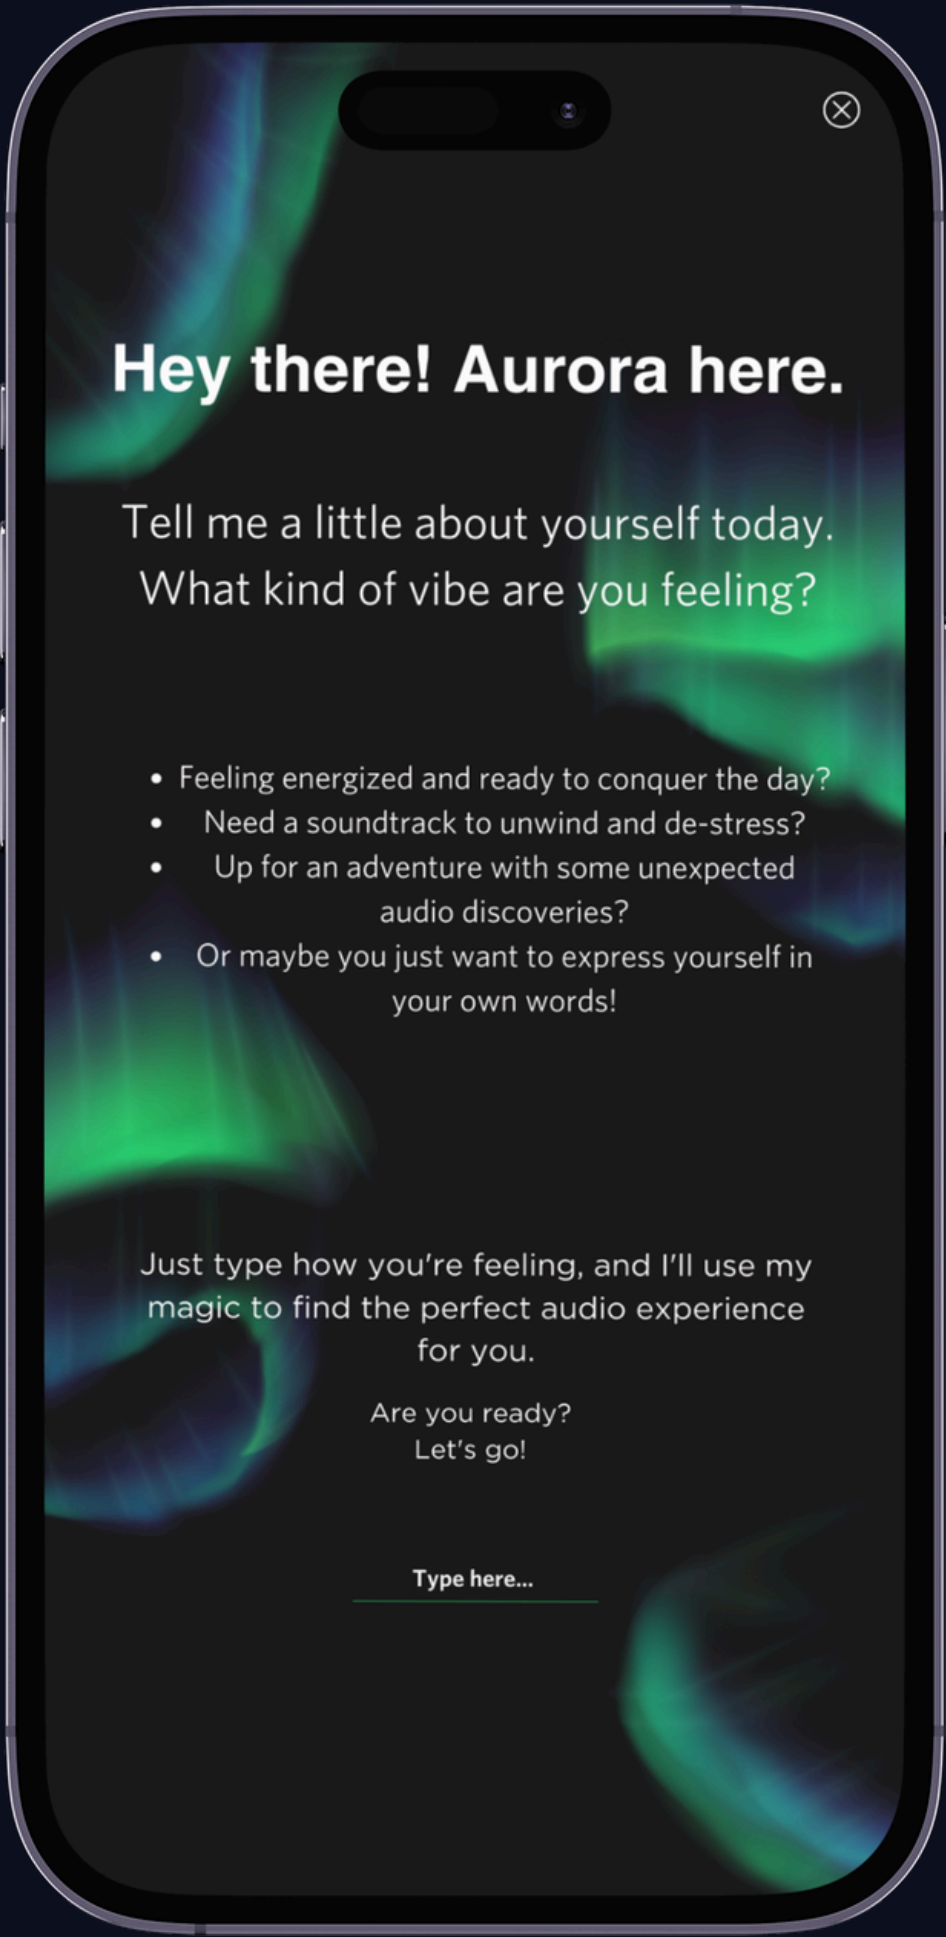 Hey there! Aurora here.
Tell me a little about yourself today.
What kind of vibe are you feeling?
• Feeling energized and ready to conquer the day?
• Need a soundtrack to unwind and de-stress?
• Up for an adventure with some unexpected
audio discoveries?
• Or maybe you just want to express yourself in
your own words!
Just type how you're feeling, and I'll use my
magic to find the perfect audio experience
for you.
Are you ready?
Let's go!
Type here...